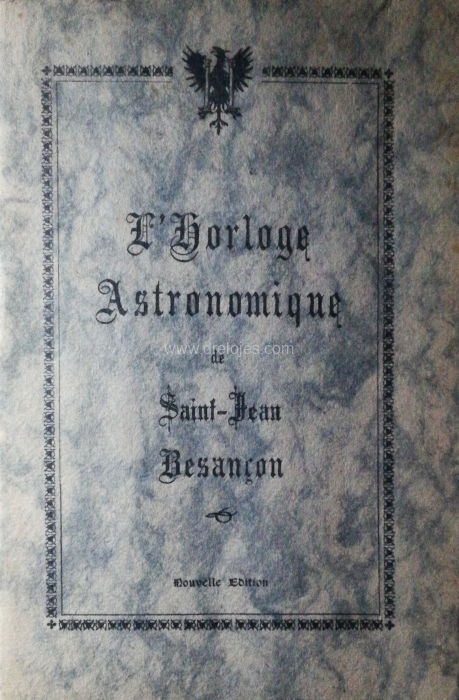 L'Horloge
Astronomique
www.drelojes.com
de
Saint-Jean
Besançon
Nouvelle Edition